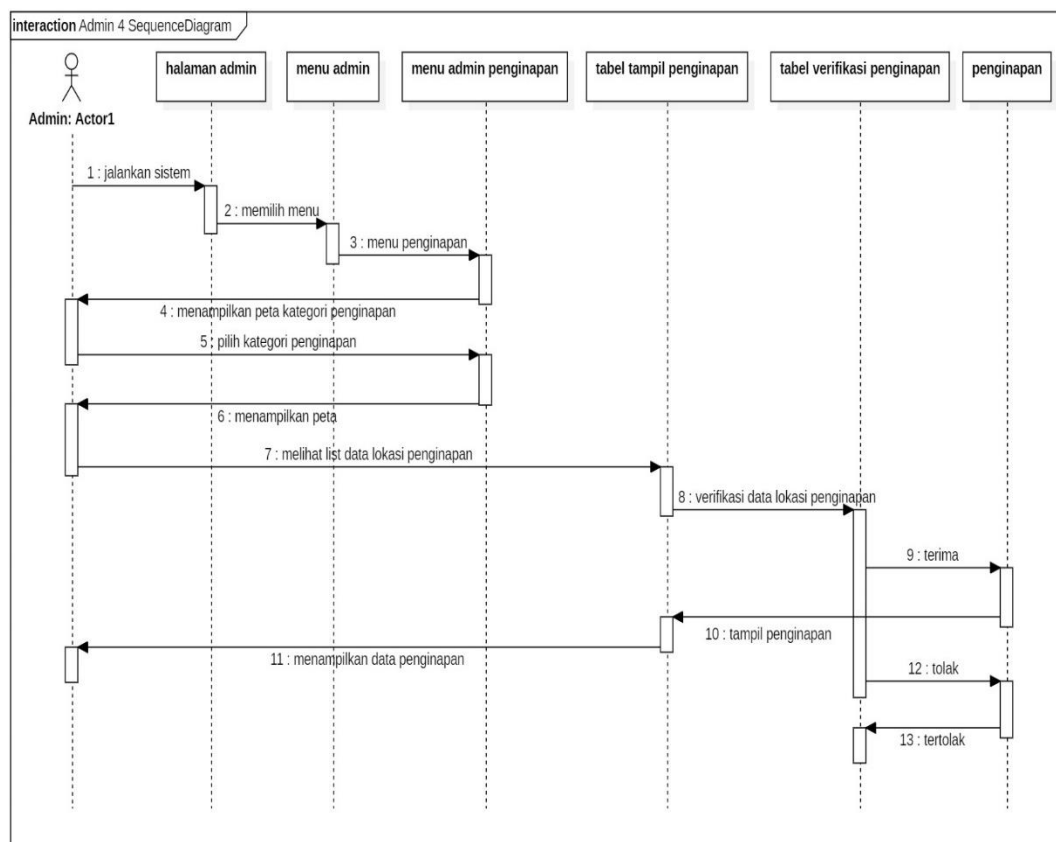 interaction Admin 4 SequenceDiagram
halaman admin
menu admin
menu admin penginapan
tabel tampil penginapan
tabel verifikasi penginapan
penginapan
Admin: Actor1
1 : jalankan sistem
2 : memilih menu
3 : menu penginapan
4 : menampilkan peta kategori penginapan
5 : pilih kategori penginapan
6 : menampilkan peta
7 : melihat list data lokasi penginapan
8 : verifikasi data lokasi penginapan
9 : terima
10 : tampil penginapan
11 : menampilkan data penginapan
12 : tolak
13 : tertolak